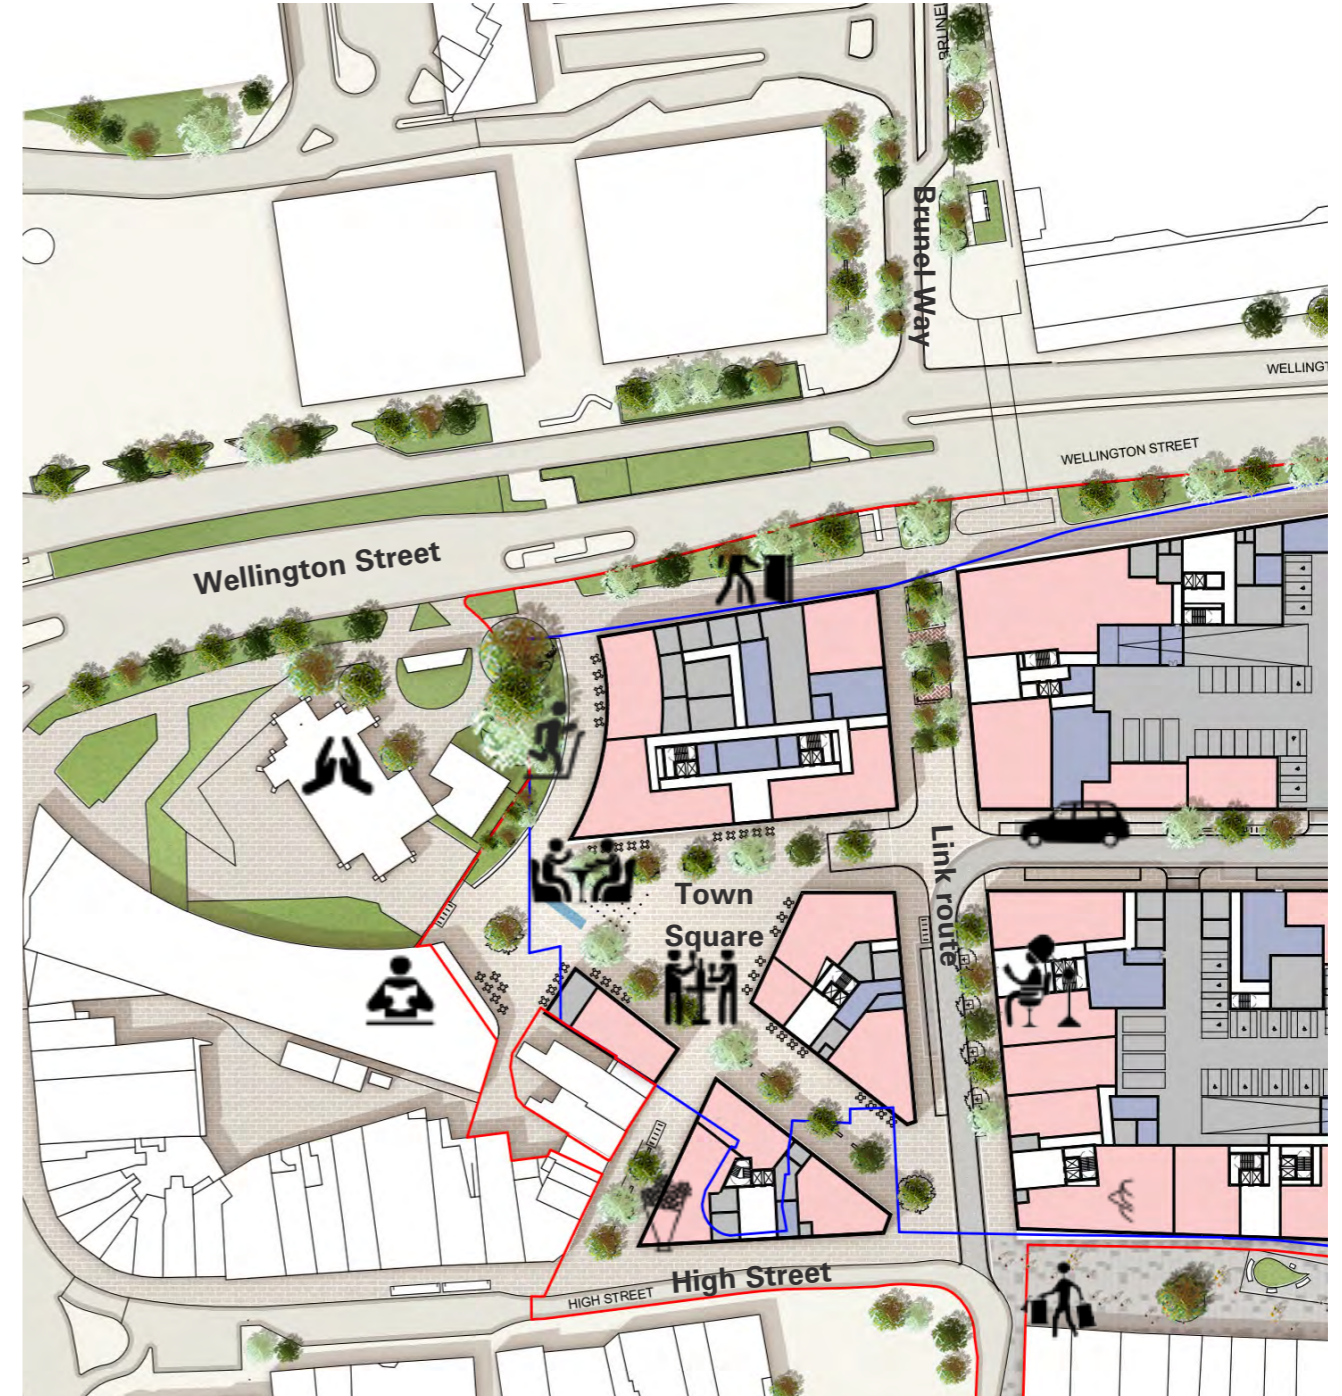 Brunel Way
WELLINGT
WELLINGTON STREET
Wellington Street
Link route
Town
Square
High Street
HIGH STREET